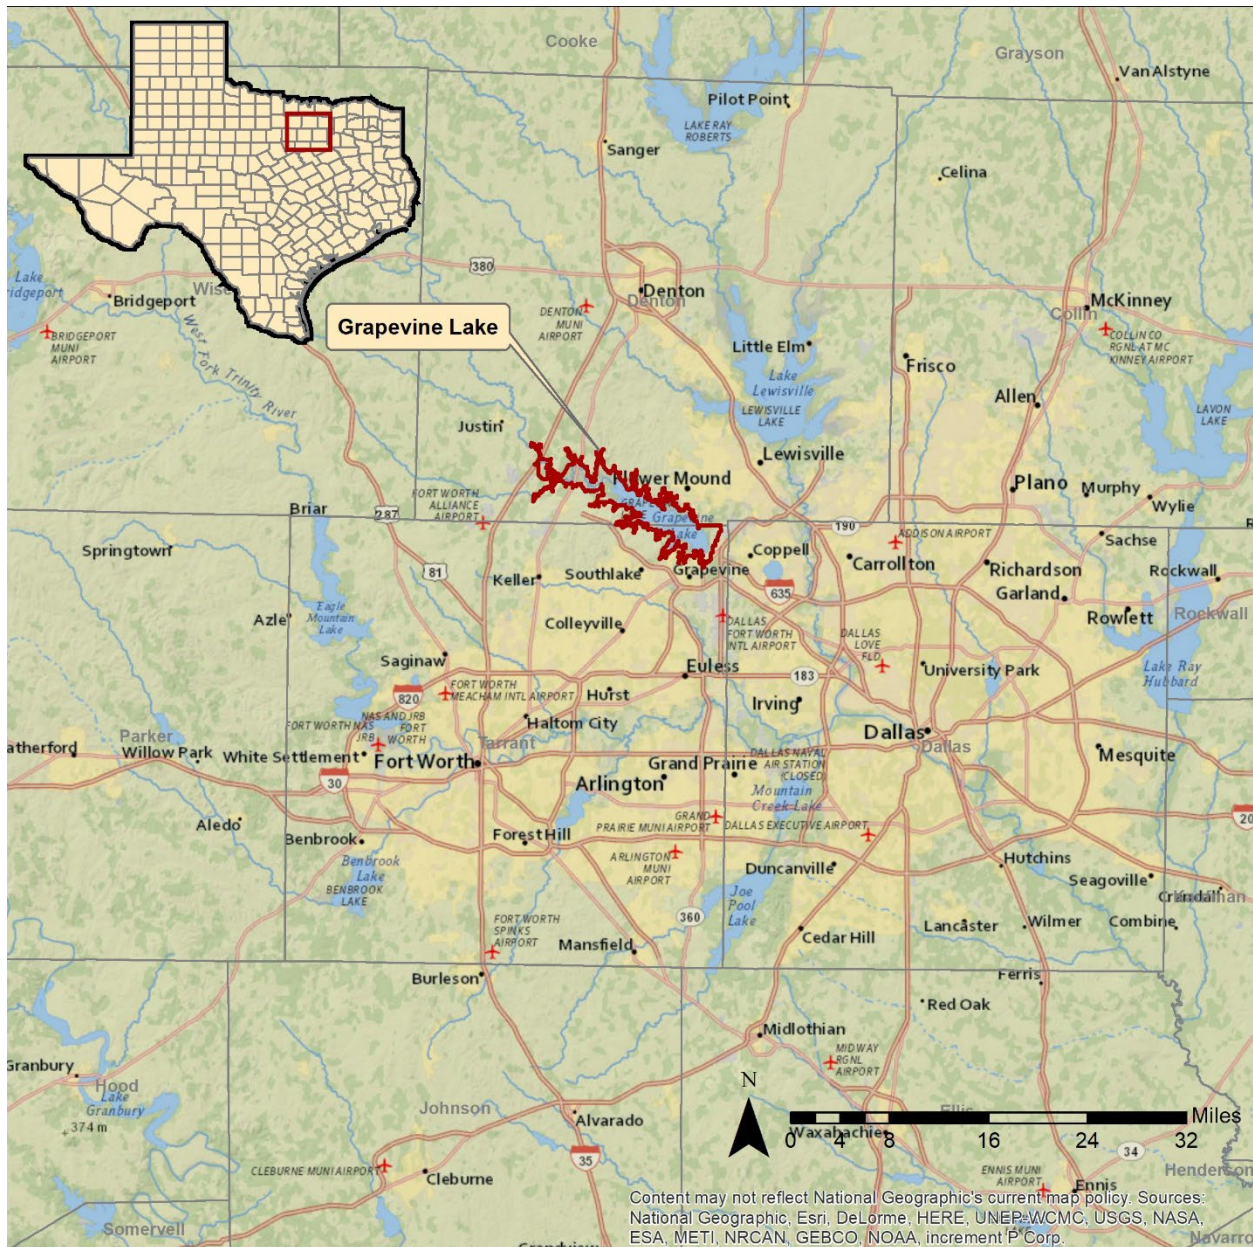 Cooke
Grayson
Van Alstyne
Pilot Point
LAKE RAY
ROBERTS
Sanger
Celina
Lake
Bridgeport
Wis
380
Denton
Denton
DENTON
MUNI
AIRPORT
McKinney
Collin
COLLIN CO
RGNL AT MC
KINNEY AIRPORT
BRIDGEPORT
MUNI
AIRPORT
West Fork Trinity River
Grapevine Lake
Little Elm
Lake
Lewisville
LEWISVILLE
LAKE
Frisco
Allen
LAVON
LAKE
Justin
Lewisville
Flower Mound
Plano
Murphy
Wylie
FORT WORTH
ALLIANCE
AIRPORT
Grapevine
Lake
Briar
287
190
ADDISON AIRPORT
Sachse
Springtown
81
Keller
Southlake
Grapevine
Coppell
635
Carrollton
Richardson
Garland
Rockwall
Rowlett
Rockwall
Azle
Eagle
Mountain
Lake
Colleyville
DALLAS
FORT WORTH
INTL AIRPORT
DALLAS
LOVE
FLD
Saginaw
Euless
183
University Park
Lake Ray
Hubbard
820
FORT WORTH
MEACHAM INTL AIRPORT
Hurst
Irving
NAS AND JRB
FORT
WORTH
FORT WORTH NAS
JRB
Haltom City
Tarrant
Dallas
Dallas
Parker
atherford
Willow Park
White Settlement
Fort Worth
30
Arlington
Grand Prairie
DALLAS NAVAL
AIR STATION
(CLOSED)
Mountain
Creek Lake
Mesquite
Aledo
Benbrook
Forest Hill
GRAND
PRAIRIE MUNI AIRPORT
DALLAS EXECUTIVE AIRPORT
20
Benbrook
Lake
BENBROOK
LAKE
ARLINGTON
MUNI
AIRPORT
Duncanville
Hutchins
Seagoville
Joe
Pool
Lake
360
FORT WORTH
SPINKS
AIRPORT
Mansfield
Cedar Hill
Lancaster
Wilmer
Combine
Burleson
Ferris
Red Oak
Midlothian
MIDWAY
RGNL
AIRPORT
Granbury
Hood
Lake
Granbury
374 m
Johnson
Alvarado
N
Ellis
Miles
0 4 8 16 24 32
Waxahachie
35
34
CLEBURNE MUNI AIRPORT
Cleburne
ENNIS MUNI
AIRPORT
Ennis
Henderson
Somervell
Grandview
Navarro
Content may not reflect National Geographic's current map policy. Sources:
National Geographic, Esri, DeLorme, HERE, UNEP-WCMC, USGS, NASA,
ESA, METI, NRCAN, GEBCO, NOAA, increment P Corp.